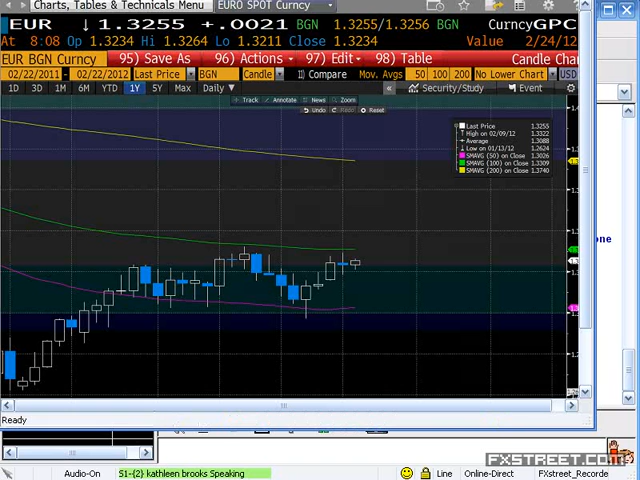 Charts, Tables & Technicals Menu EURO SPOT Curncy
EUR ↓ 1.3255 +.0021 BGN 1.3255/1.3256 BGN Curncy GPC
At 8:08 Op 1.3234 Hi 1.3264 Lo 1.3211 Close 1.3234 Value 2/24/12
EUR BGN Curncy 95) Save As 96) Actions 97) Edit 98) Table Candle Chart
02/22/2011 - 02/22/2012 Last Price BGN Candle Compare Mov. Avgs 50 100 200 No Lower Chart USD
1D 3D 1M 6M YTD 1Y 5Y Max Daily « Security/Study Event
Track Annotate News Zoom
Undo Redo Reset
Last Price 1.3255
High on 02/09/12 1.3322
Average 1.3088
Low on 01/13/12 1.2624
SMAVG (50) on Close 1.3026
SMAVG (100) on Close 1.3309
SMAVG (200) on Close 1.3740
one
Ready
FXSTREET.COM
Audio-On S1-{2} kathleen brooks Speaking Line Online-Direct FXstreet_Recorde